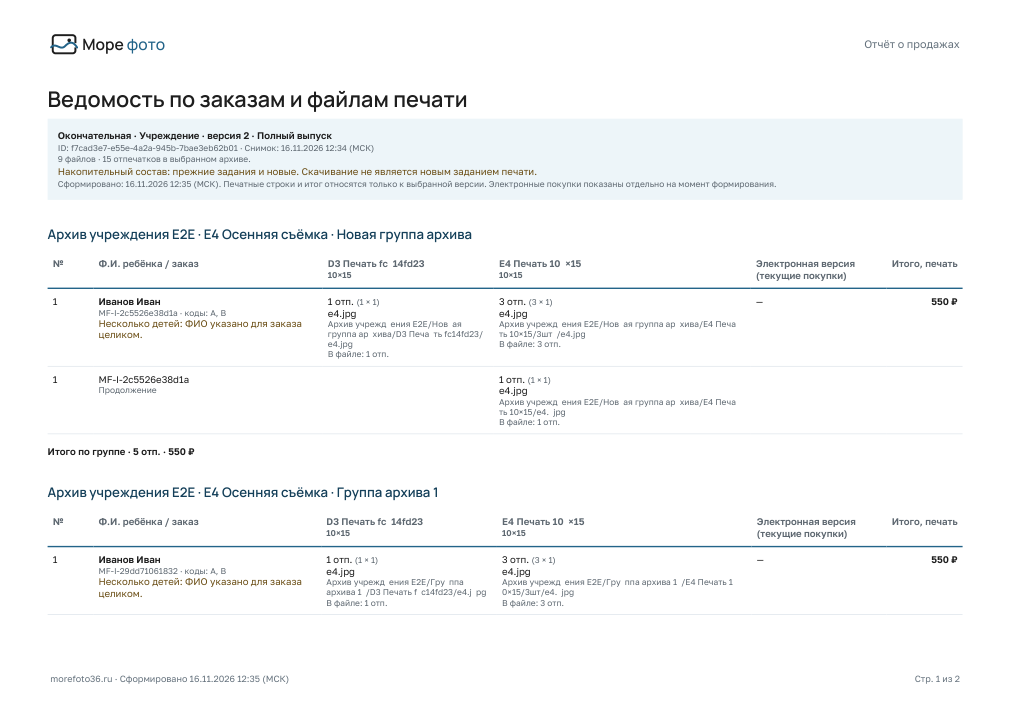 Море фото
Отчёт о продажах
Ведомость по заказам и файлам печати
Окончательная · Учреждение · версия 2 · Полный выпуск
ID: f7cad3e7-e55e-4a2a-945b-7bae3eb62b01 · Снимок: 16.11.2026 12:34 (МСК)
9 файлов · 15 отпечатков в выбранном архиве.
Накопительный состав: прежние задания и новые. Скачивание не является новым заданием печати.
Сформировано: 16.11.2026 12:35 (МСК). Печатные строки и итог относятся только к выбранной версии. Электронные покупки показаны отдельно на момент формирования.
Архив учреждения E2E · E4 Осенняя съёмка · Новая группа архива
№ Ф.И. ребёнка / заказ D3 Печать fc 14fd23 E4 Печать 10 ×15 Электронная версия Итого, печать
10×15 10×15 (текущие покупки)
1 Иванов Иван 1 отп. (1 × 1) 3 отп. (3 × 1) — 550 ₽
MF-I-2c5526e38d1a · коды: A, B e4.jpg e4.jpg
Несколько детей: ФИО указано для заказа Архив учрежд ения E2E/Нов ая Архив учрежд ения E2E/Нов ая группа ар хива/E4 Печа
целиком. группа ар хива/D3 Печа ть fc14fd23/ ть 10×15/3шт /e4.jpg
e4.jpg В файле: 3 отп.
В файле: 1 отп.
1 MF-I-2c5526e38d1a 1 отп. (1 × 1)
Продолжение e4.jpg
Архив учрежд ения E2E/Нов ая группа ар хива/E4 Печа
ть 10×15/e4. jpg
В файле: 1 отп.
Итого по группе · 5 отп. · 550 ₽
Архив учреждения E2E · E4 Осенняя съёмка · Группа архива 1
№ Ф.И. ребёнка / заказ D3 Печать fc 14fd23 E4 Печать 10 ×15 Электронная версия Итого, печать
10×15 10×15 (текущие покупки)
1 Иванов Иван 1 отп. (1 × 1) 3 отп. (3 × 1) — 550 ₽
MF-I-29dd71061832 · коды: A, B e4.jpg e4.jpg
Несколько детей: ФИО указано для заказа Архив учрежд ения E2E/Гру ппа Архив учрежд ения E2E/Гру ппа архива 1 /E4 Печать 1
целиком. архива 1 /D3 Печать f c14fd23/e4.j pg 0×15/3шт/e4. jpg
В файле: 1 отп. В файле: 3 отп.
morefoto36.ru · Сформировано 16.11.2026 12:35 (МСК)
Стр. 1 из 2